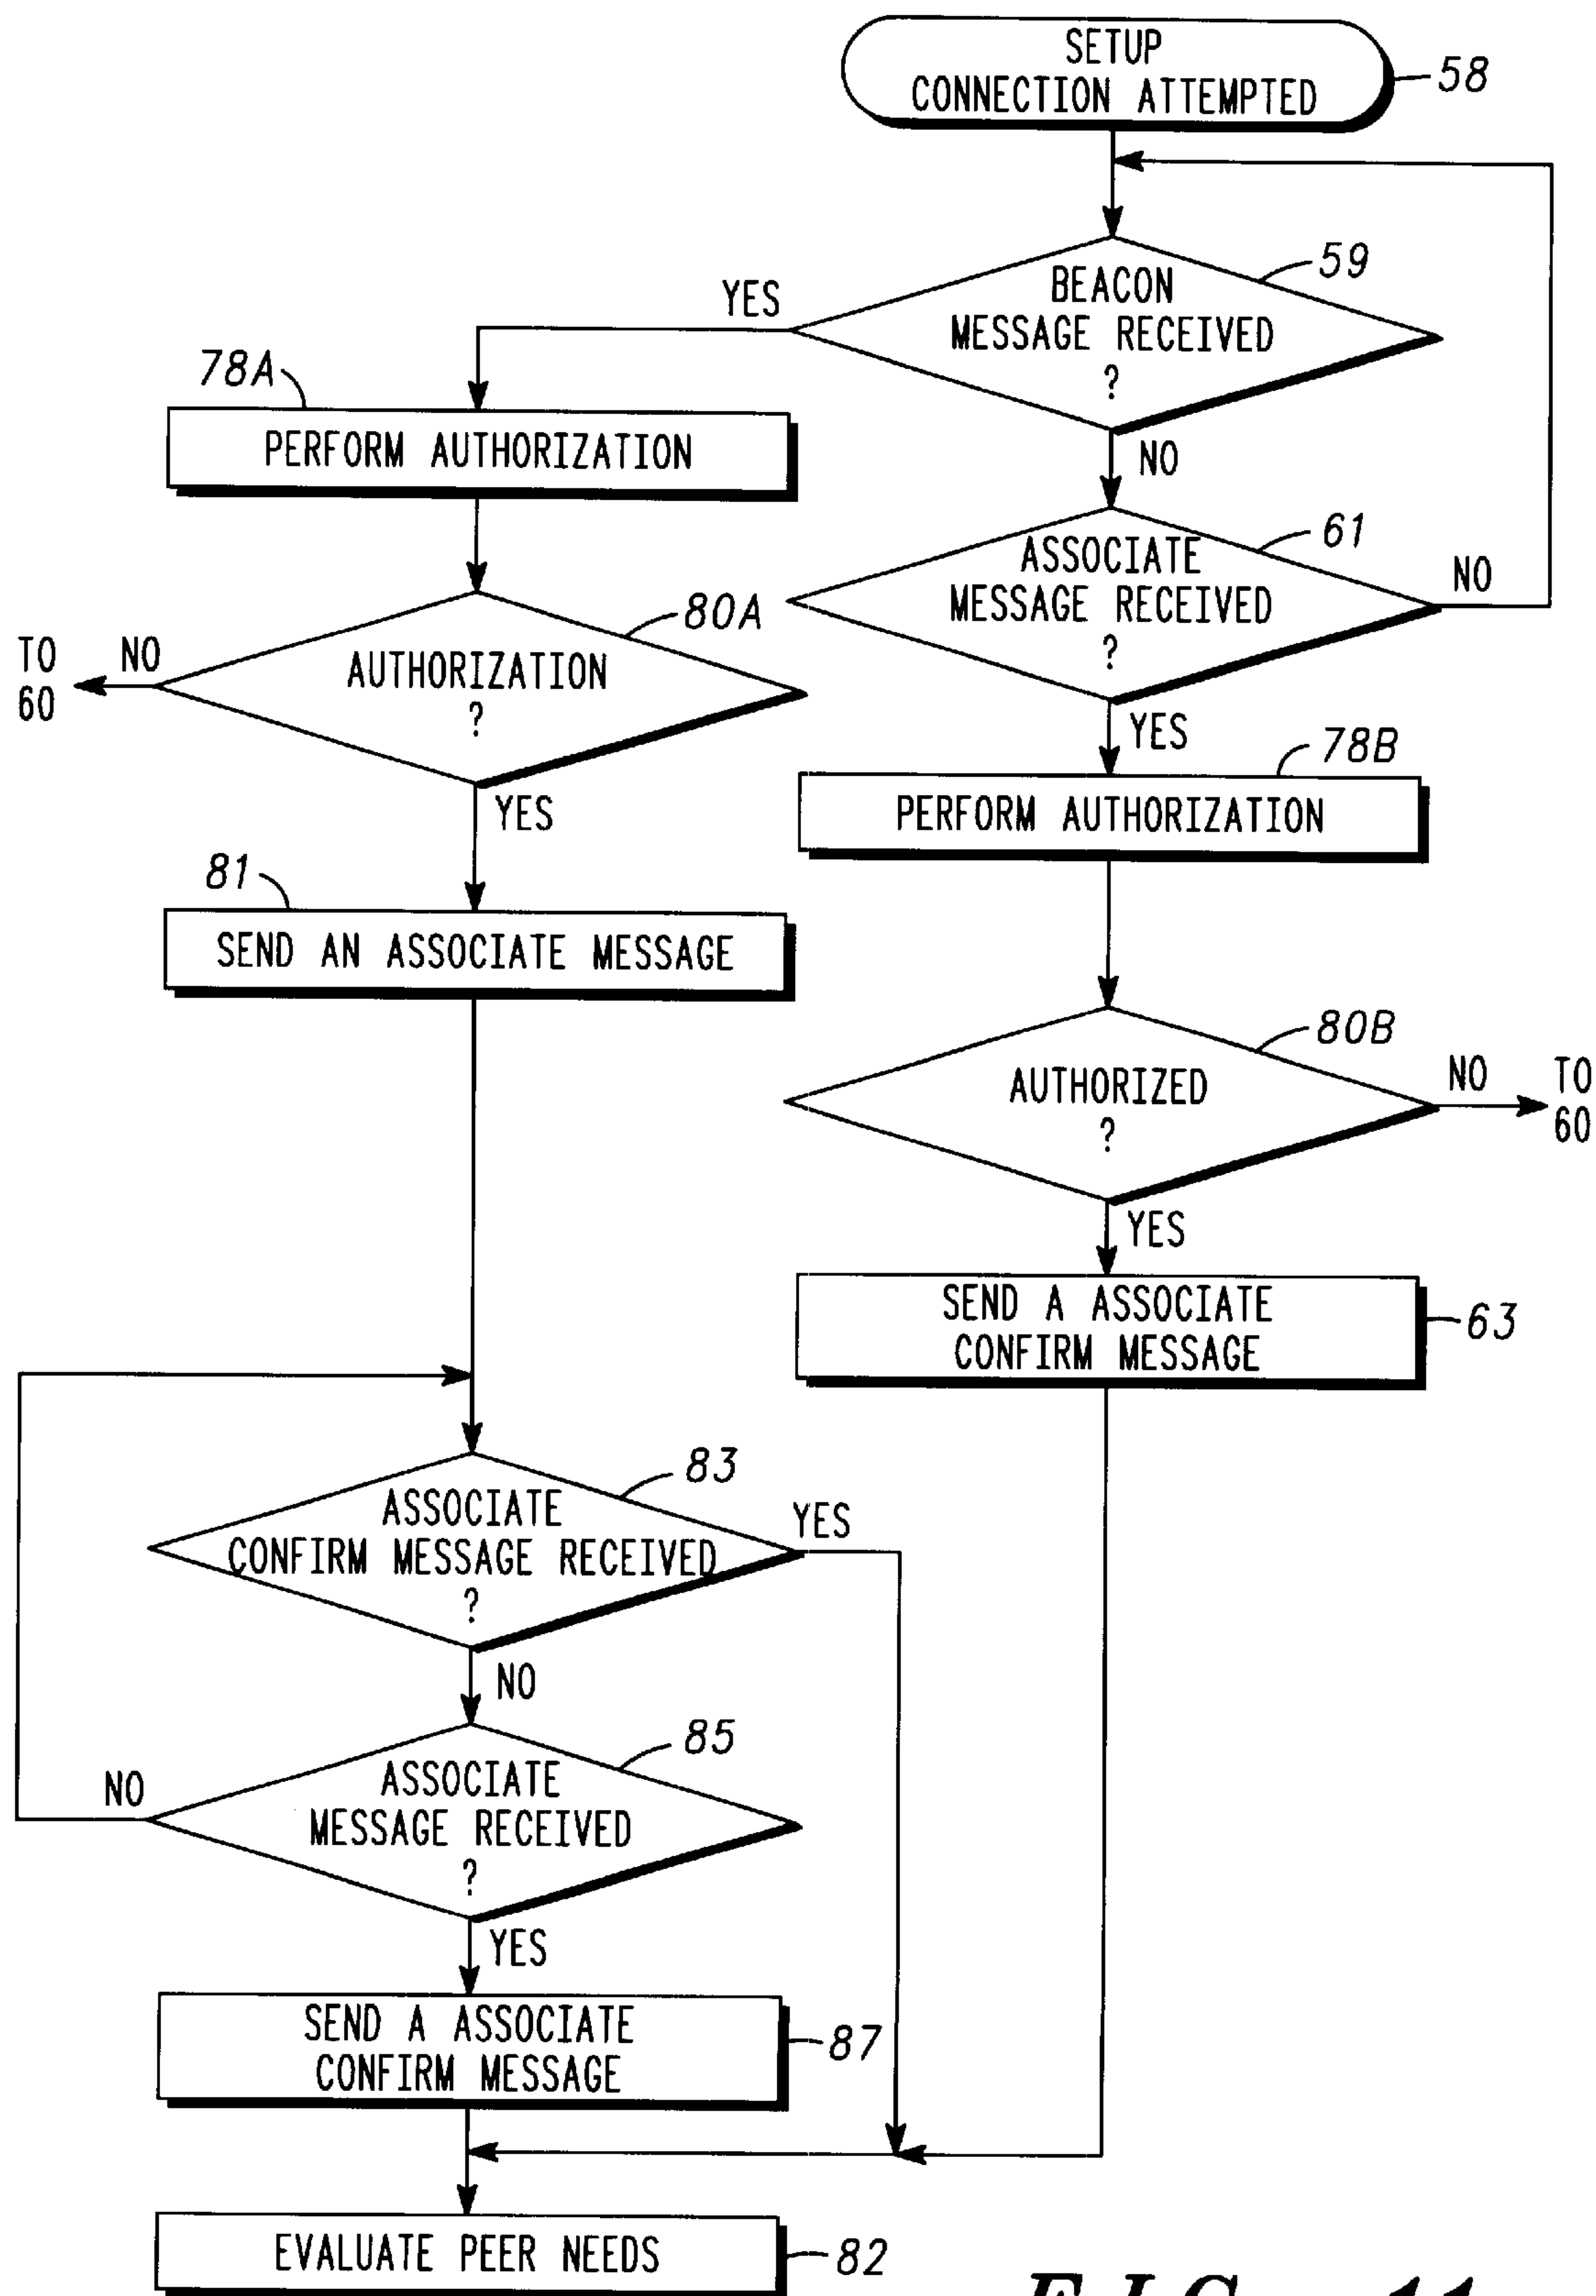 SETUP
CONNECTION ATTEMPTED
58
BEACON
MESSAGE RECEIVED
?
59
YES
NO
78A
PERFORM AUTHORIZATION
ASSOCIATE
MESSAGE RECEIVED
?
61
NO
YES
80A
AUTHORIZATION
?
NO
TO
60
YES
78B
PERFORM AUTHORIZATION
81
SEND AN ASSOCIATE MESSAGE
80B
AUTHORIZED
?
NO
TO
60
YES
SEND A ASSOCIATE
CONFIRM MESSAGE
63
83
ASSOCIATE
CONFIRM MESSAGE RECEIVED
?
YES
NO
85
ASSOCIATE
MESSAGE RECEIVED
?
NO
YES
SEND A ASSOCIATE
CONFIRM MESSAGE
87
EVALUATE PEER NEEDS
82
FIG. 11